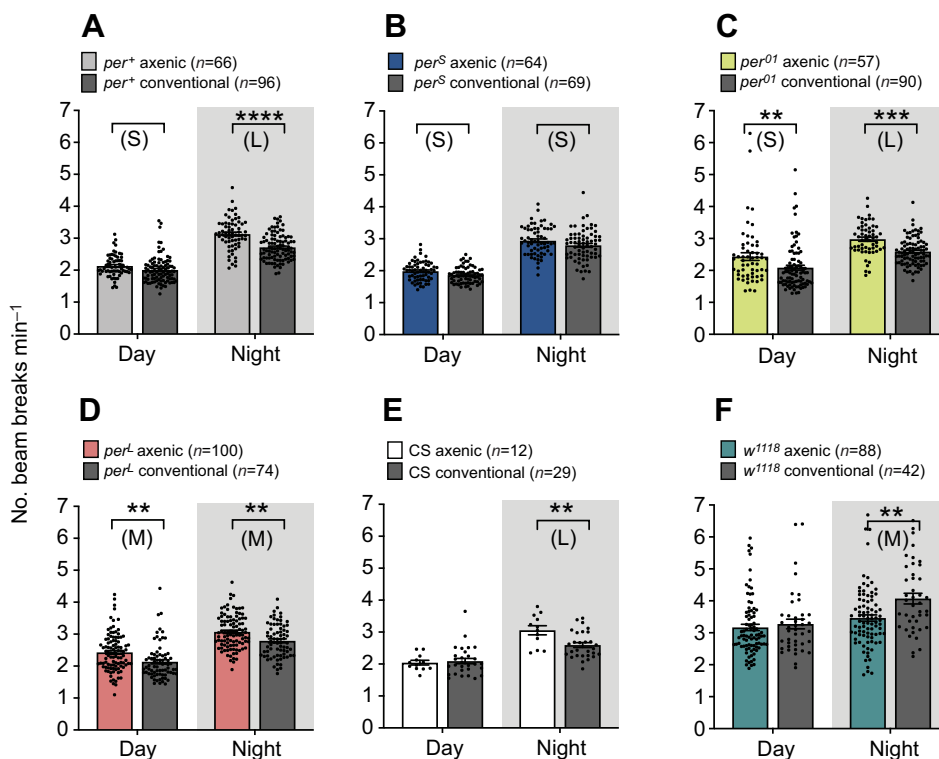 A
per+ axenic (n=66)
per+ conventional (n=96)
7
6
5
4
3
2
1
0
****
(S)
(L)
Day
Night
B
perS axenic (n=64)
perS conventional (n=69)
7
6
5
4
3
2
1
0
(S)
(S)
Day
Night
C
per01 axenic (n=57)
per01 conventional (n=90)
7
6
5
4
3
2
1
0
**
***
(S)
(L)
Day
Night
No. beam breaks min–1
D
perL axenic (n=100)
perL conventional (n=74)
7
6
5
4
3
2
1
0
**
**
(M)
(M)
Day
Night
E
CS axenic (n=12)
CS conventional (n=29)
7
6
5
4
3
2
1
0
**
(L)
Day
Night
F
w1118 axenic (n=88)
w1118 conventional (n=42)
7
6
5
4
3
2
1
0
**
(M)
Day
Night